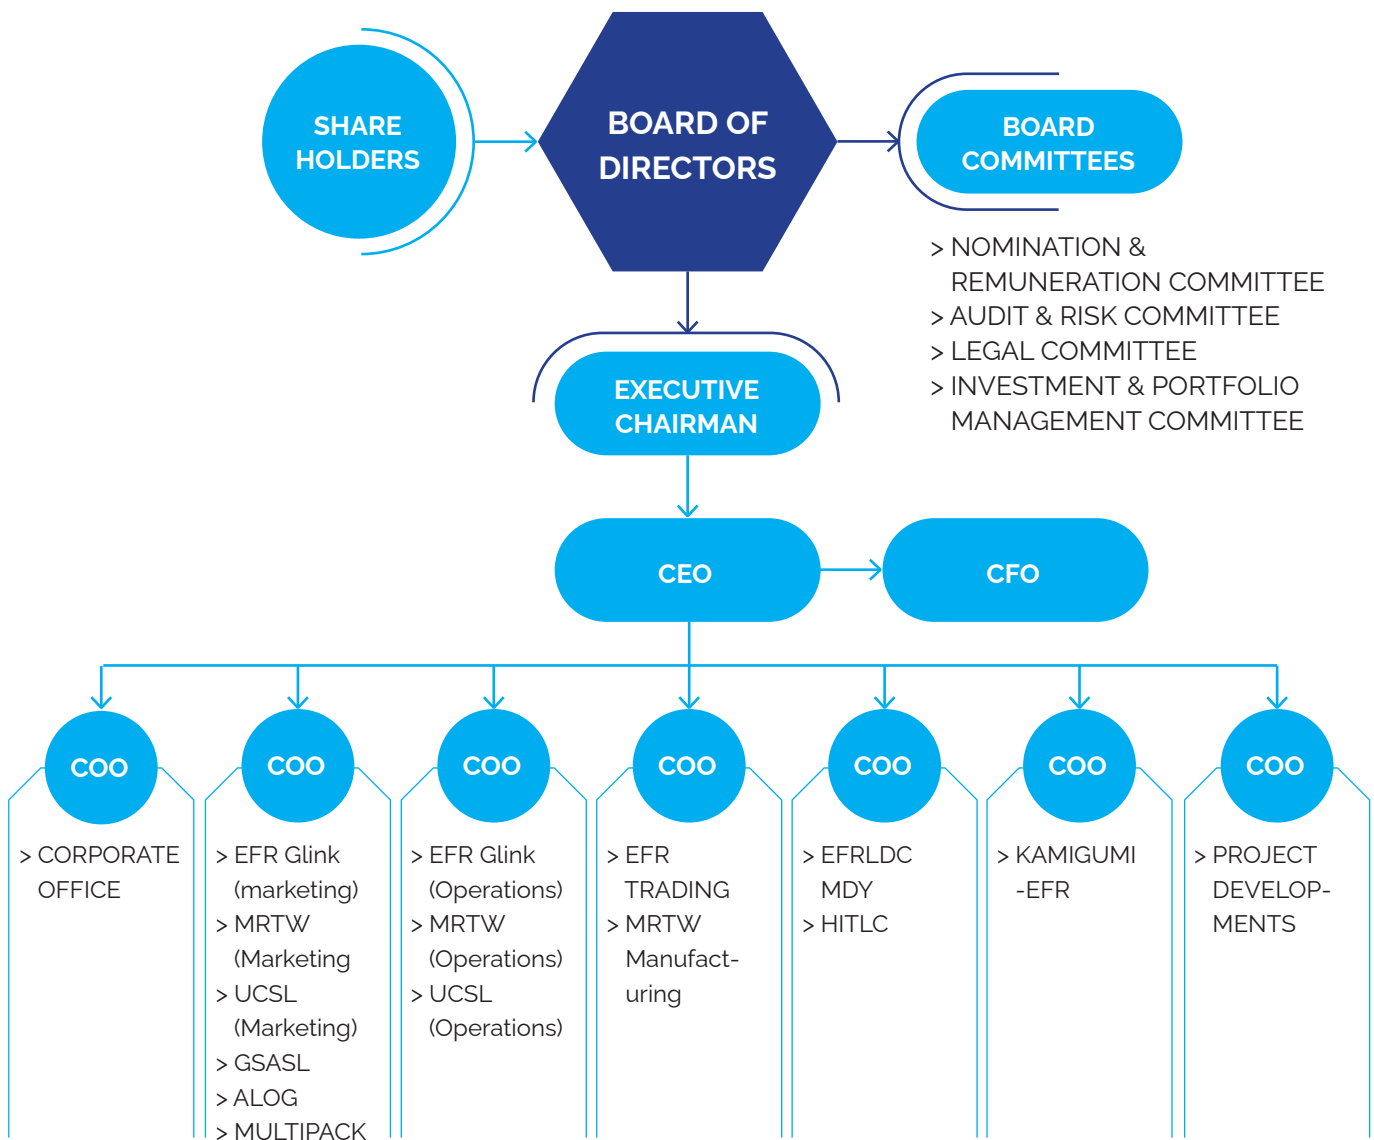 SHARE
HOLDERS
BOARD OF
DIRECTORS
BOARD
COMMITTEES
> NOMINATION &
REMUNERATION COMMITTEE
> AUDIT & RISK COMMITTEE
> LEGAL COMMITTEE
> INVESTMENT & PORTFOLIO
MANAGEMENT COMMITTEE
EXECUTIVE
CHAIRMAN
CEO
CFO
COO
> CORPORATE
OFFICE
COO
> EFR Glink
(marketing)
> MRTW
(Marketing
> UCSL
(Marketing)
> GSASL
> ALOG
> MULTIPACK
COO
> EFR Glink
(Operations)
> MRTW
(Operations)
> UCSL
(Operations)
COO
> EFR
TRADING
> MRTW
Manufact-
uring
COO
> EFRLDC
MDY
> HITLC
COO
> KAMIGUMI
-EFR
COO
> PROJECT
DEVELOP-
MENTS